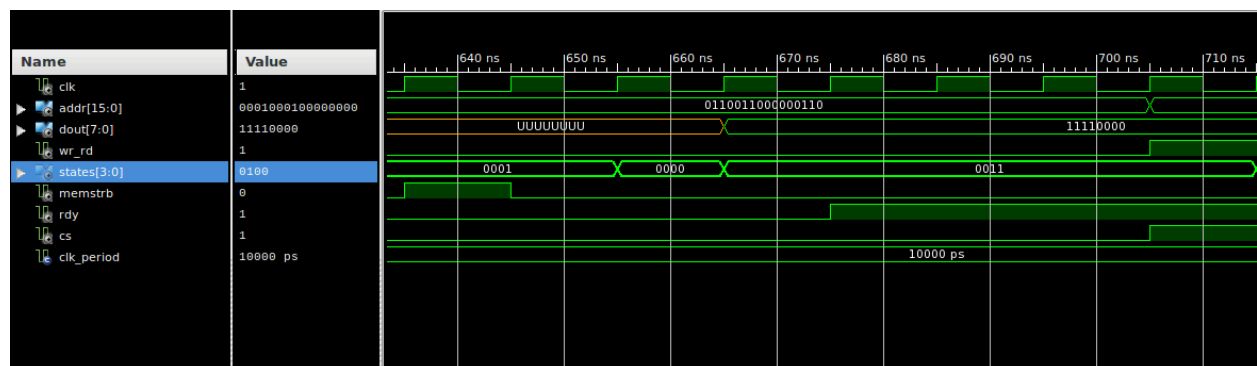 640 ns 650 ns 660 ns 670 ns 680 ns 690 ns 700 ns 710 ns
Name Value
clk 1
addr[15:0] 0001000100000000 0110011000000110
dout[7:0] 11110000 UUUUUUUU 11110000
wr_rd 1
states[3:0] 0100 0001 0000 0011
memstrb 0
rdy 1
cs 1
clk_period 10000 ps 10000 ps